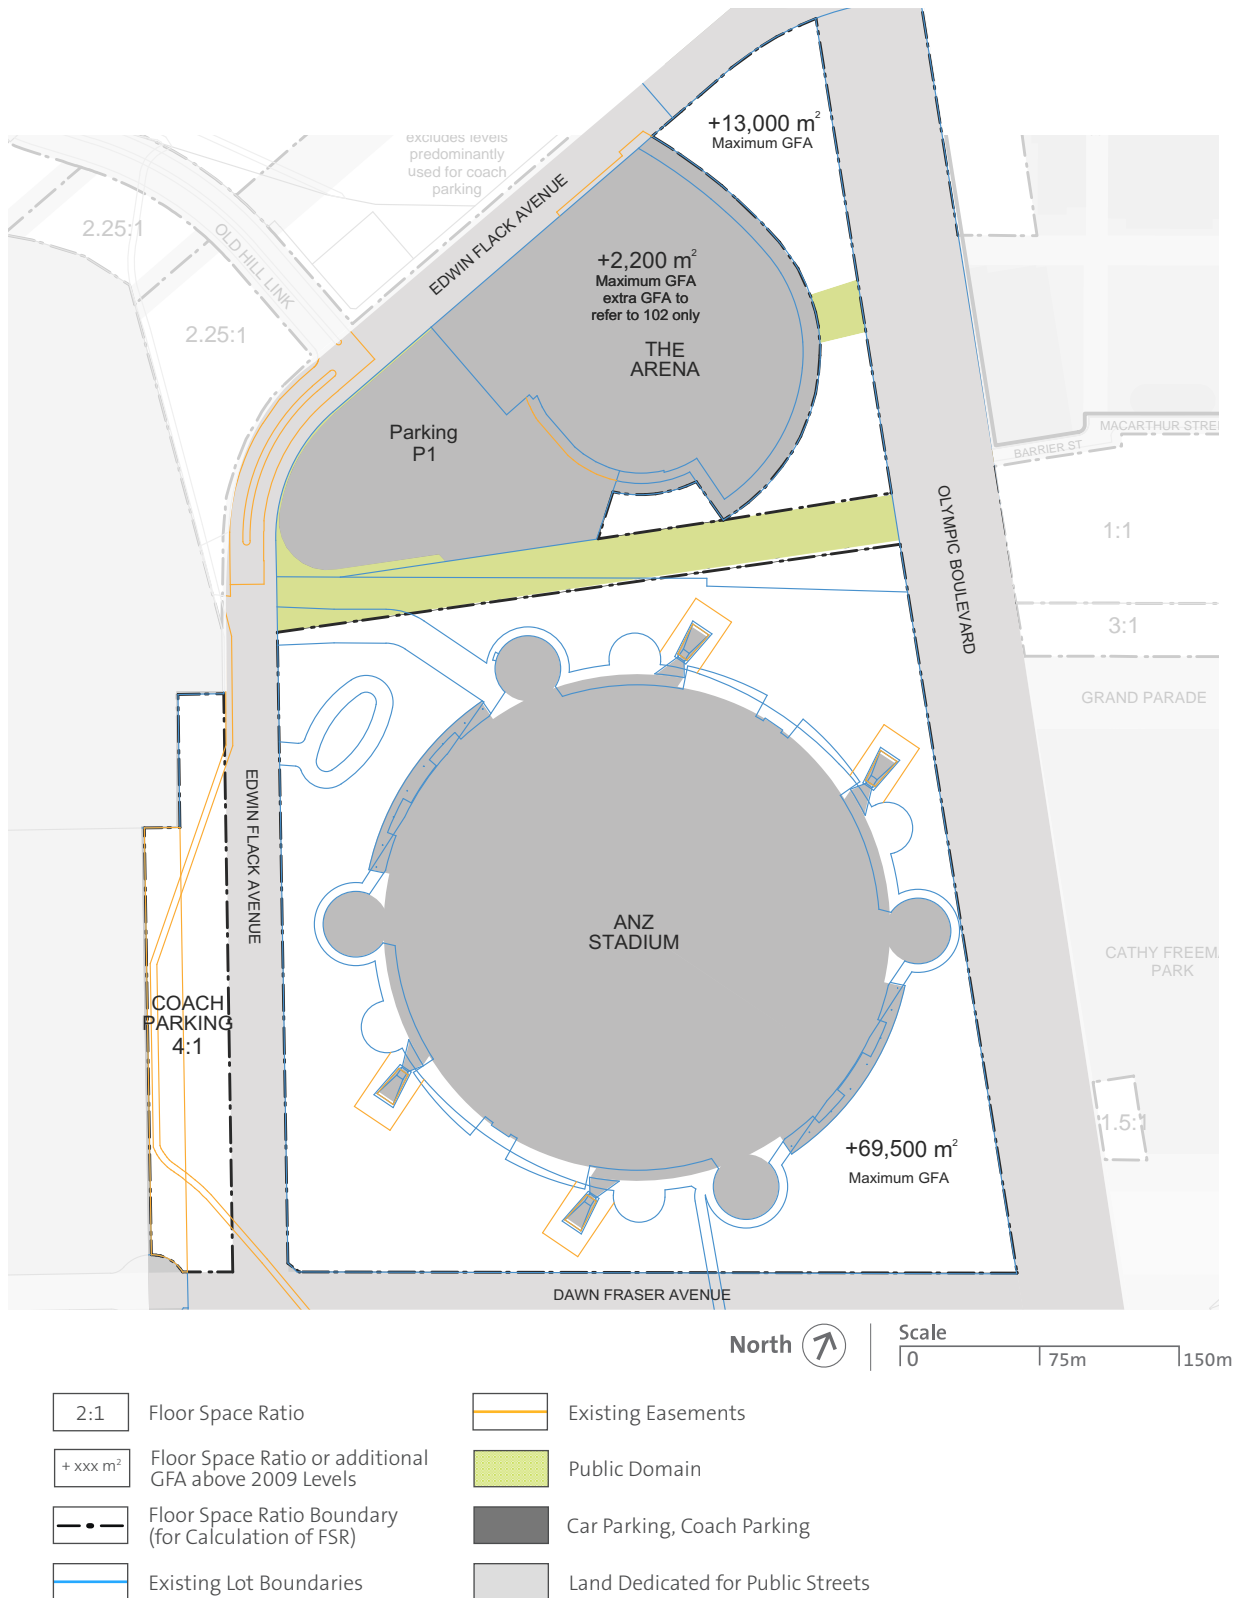 +13,000 m²
Maximum GFA
excludes levels
predominantly
used for coach
parking
EDWIN FLACK AVENUE
2.25:1
OLD HILL LINK
2.25:1
+2,200 m²
Maximum GFA
extra GFA to
refer to 102 only
THE
ARENA
Parking
P1
MACARTHUR STREE
BARRIER ST
OLYMPIC BOULEVARD
1:1
3:1
GRAND PARADE
EDWIN FLACK AVENUE
ANZ
STADIUM
CATHY FREEM
PARK
COACH
PARKING
4:1
1.5:1
+69,500 m²
Maximum GFA
DAWN FRASER AVENUE
North
Scale
0 75m 150m
2:1 Floor Space Ratio
+ xxx m² Floor Space Ratio or additional
GFA above 2009 Levels
Floor Space Ratio Boundary
(for Calculation of FSR)
Existing Lot Boundaries
Existing Easements
Public Domain
Car Parking, Coach Parking
Land Dedicated for Public Streets